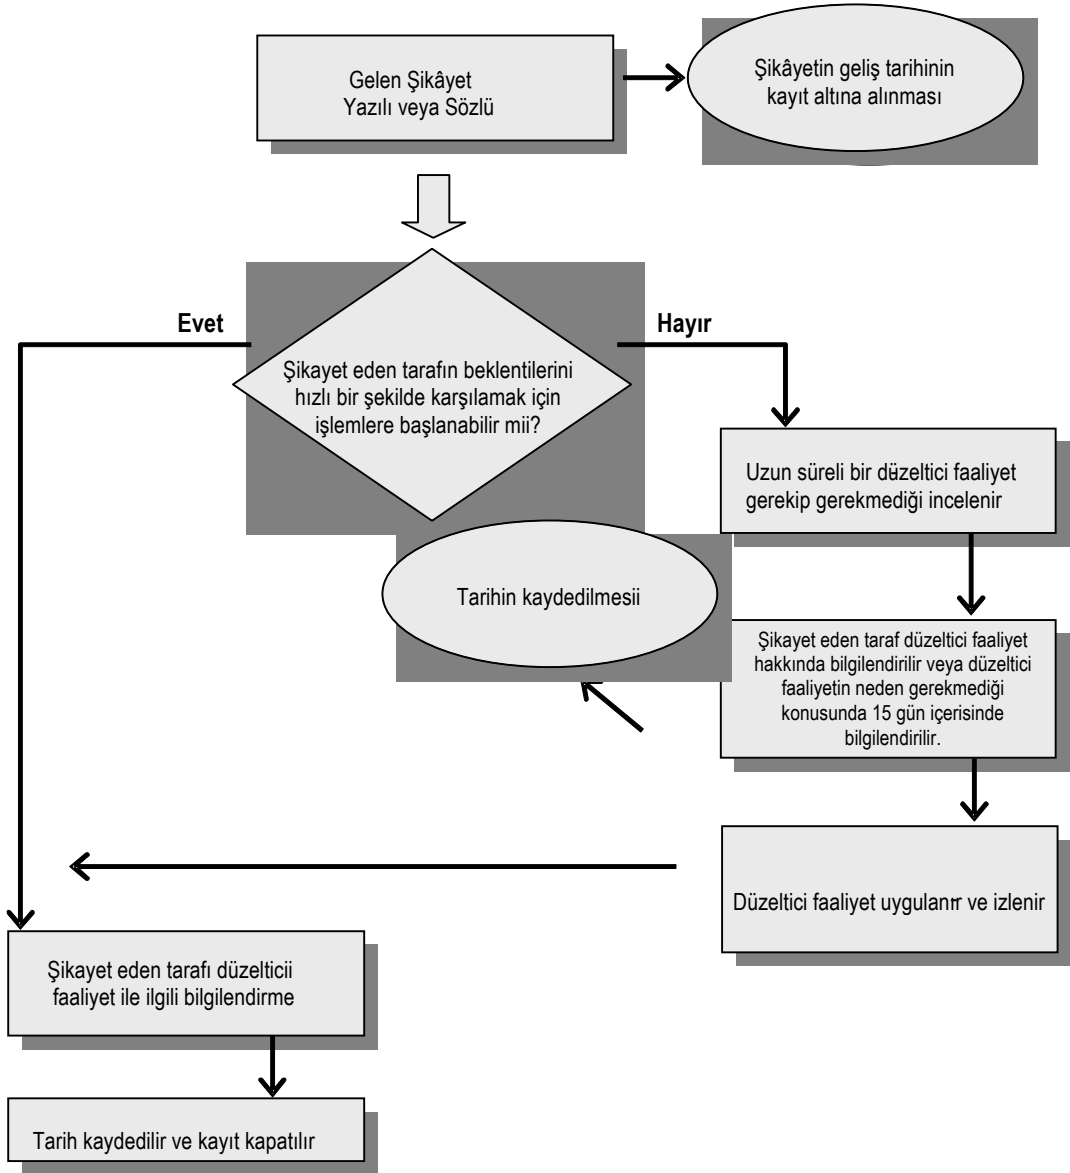 Gelen Şikâyet
Yazılı veya Sözlü
Şikâyetin geliş tarihinin
kayıt altına alınması
Evet
Hayır
Şikayet eden tarafın beklentilerini
hızlı bir şekilde karşılamak için
işlemlere başlanabilir mii?
Uzun süreli bir düzeltici faaliyet
gerekip gerekmediği incelenir
Tarihin kaydedilmesii
Şikayet eden taraf düzeltici faaliyet
hakkında bilgilendirilir veya düzeltici
faaliyetin neden gerekmediği
konusunda 15 gün içerisinde
bilgilendirilir.
Düzeltici faaliyet uygulanır ve izlenir
Şikayet eden tarafı düzelticii
faaliyet ile ilgili bilgilendirme
Tarih kaydedilir ve kayıt kapatılır